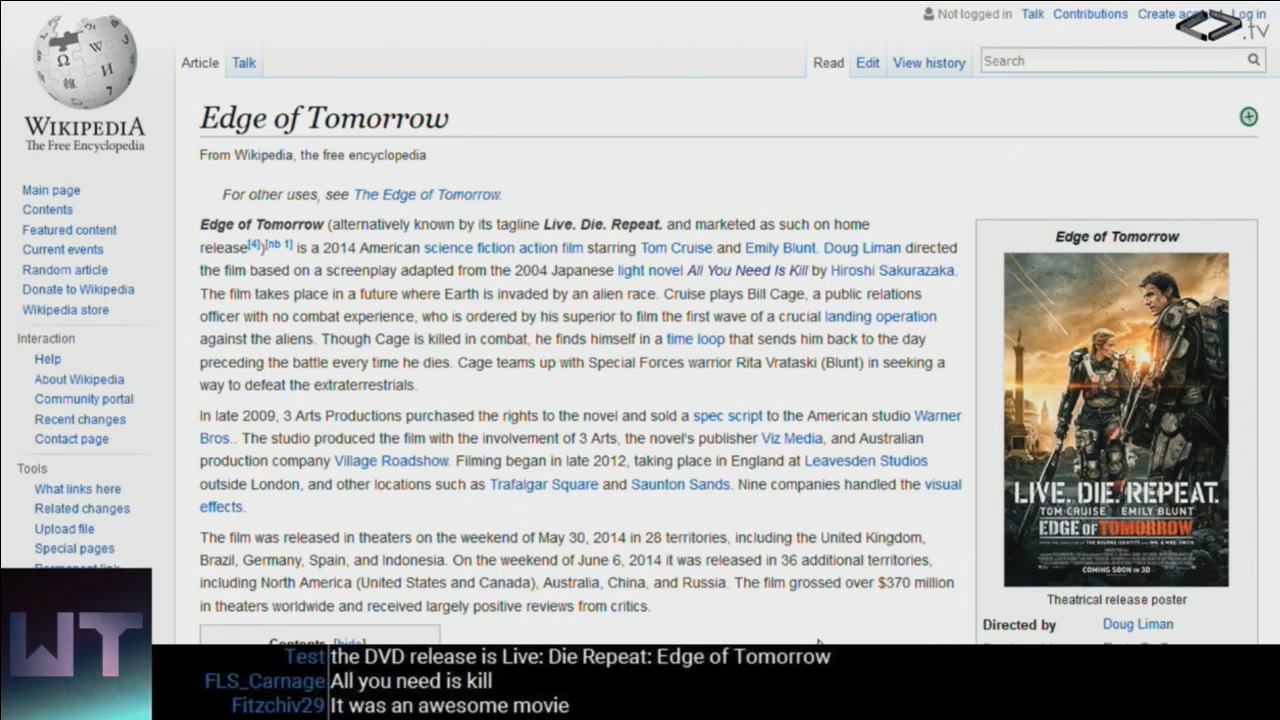 Not logged in Talk Contributions Create Log in
.tv
Article Talk Read Edit View history Search
WIKIPEDIA
The Free Encyclopedia
Main page
Contents
Featured content
Current events
Random article
Donate to Wikipedia
Wikipedia store
Interaction
Help
About Wikipedia
Community portal
Recent changes
Contact page
Tools
What links here
Related changes
Upload file
Special pages
Permanent link
Edge of Tomorrow
From Wikipedia, the free encyclopedia
For other uses, see The Edge of Tomorrow.
Edge of Tomorrow (alternatively known by its tagline Live. Die. Repeat. and marketed as such on home
release[4])[nb 1] is a 2014 American science fiction action film starring Tom Cruise and Emily Blunt. Doug Liman directed
the film based on a screenplay adapted from the 2004 Japanese light novel All You Need Is Kill by Hiroshi Sakurazaka.
The film takes place in a future where Earth is invaded by an alien race. Cruise plays Bill Cage, a public relations
officer with no combat experience, who is ordered by his superior to film the first wave of a crucial landing operation
against the aliens. Though Cage is killed in combat, he finds himself in a time loop that sends him back to the day
preceding the battle every time he dies. Cage teams up with Special Forces warrior Rita Vrataski (Blunt) in seeking a
way to defeat the extraterrestrials.
In late 2009, 3 Arts Productions purchased the rights to the novel and sold a spec script to the American studio Warner
Bros.. The studio produced the film with the involvement of 3 Arts, the novel's publisher Viz Media, and Australian
production company Village Roadshow. Filming began in late 2012, taking place in England at Leavesden Studios
outside London, and other locations such as Trafalgar Square and Saunton Sands. Nine companies handled the visual
effects.
The film was released in theaters on the weekend of May 30, 2014 in 28 territories, including the United Kingdom,
Brazil, Germany, Spain, and Indonesia. On the weekend of June 6, 2014 it was released in 36 additional territories,
including North America (United States and Canada), Australia, China, and Russia. The film grossed over $370 million
in theaters worldwide and received largely positive reviews from critics.
Contents [hide]
Edge of Tomorrow
LIVE. DIE. REPEAT.
TOM CRUISE EMILY BLUNT
EDGE OF TOMORROW
COMING SOON IN 3D
Theatrical release poster
Directed by Doug Liman
WT
Test the DVD release is Live: Die Repeat: Edge of Tomorrow
FLS_Carnage All you need is kill
Fitzchiv29 It was an awesome movie